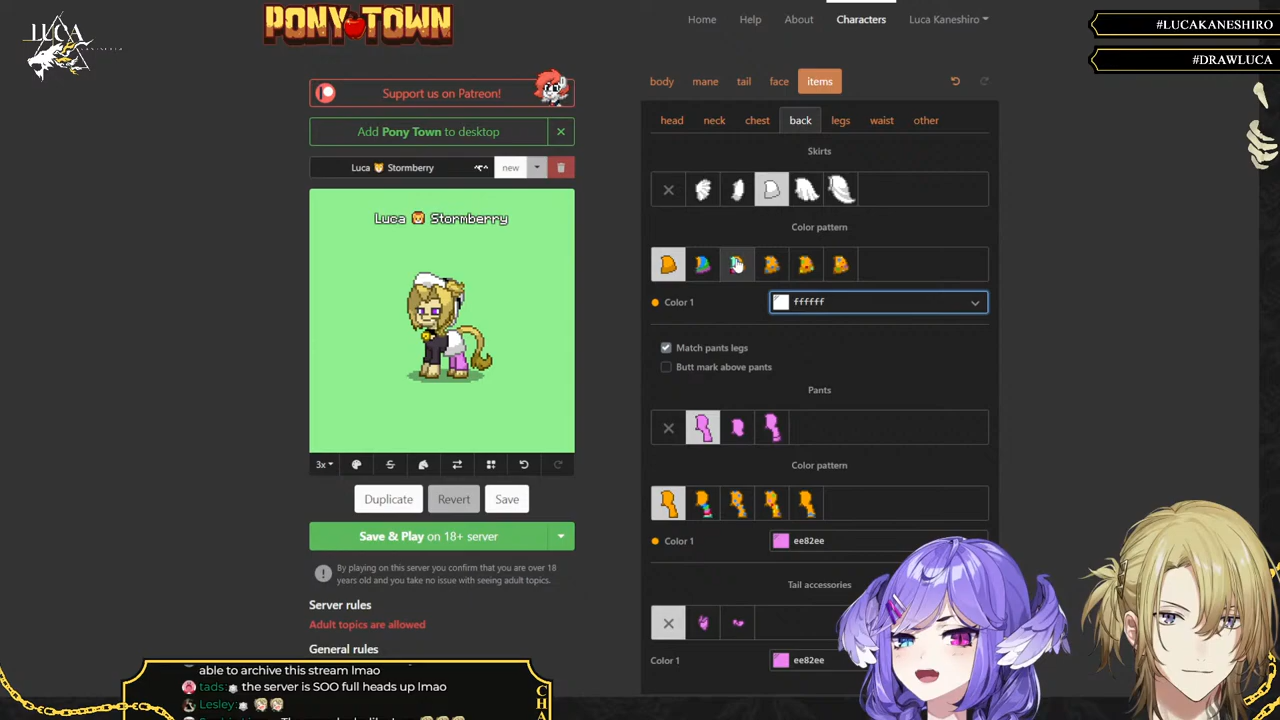 LUCA
KANESHIRO
PONY TOWN
Home
Help
About
Characters
Luca Kaneshiro
#LUCAKANESHIRO
#DRAWLUCA
Support us on Patreon!
Add Pony Town to desktop
Luca 🦁 Stormberry
new
Luca 🦁 Stormberry
3x
Duplicate
Revert
Save
Save & Play on 18+ server
By playing on this server you confirm that you are over 18
years old and you take no issue with seeing adult topics.
Server rules
Adult topics are allowed
General rules
body
mane
tail
face
items
head
neck
chest
back
legs
waist
other
Skirts
Color pattern
Color 1
ffffff
Match pants legs
Butt mark above pants
Pants
Color pattern
Color 1
ee82ee
Tail accessories
Color 1
ee82ee
able to archive this stream lmao
tads: the server is SOO full heads up lmao
Lesley:
C
H
A